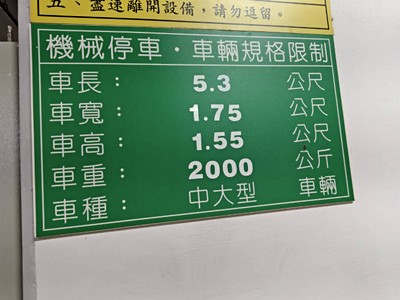 五、盡速離開設備，請勿逗留。
機械停車·車輛規格限制
車長： 5.3 公尺
車寬： 1.75 公尺
車高： 1.55 公尺
車重： 2000 公斤
車種： 中大型 車輛